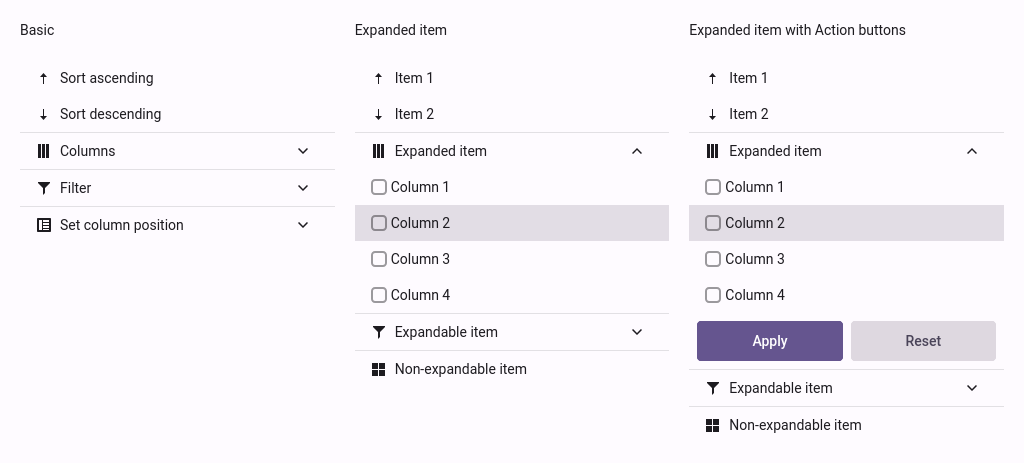 Basic
Sort ascending
Sort descending
Columns
Filter
Set column position
Expanded item
Item 1
Item 2
Expanded item
Column 1
Column 2
Column 3
Column 4
Expandable item
Non-expandable item
Expanded item with Action buttons
Item 1
Item 2
Expanded item
Column 1
Column 2
Column 3
Column 4
Apply
Reset
Expandable item
Non-expandable item